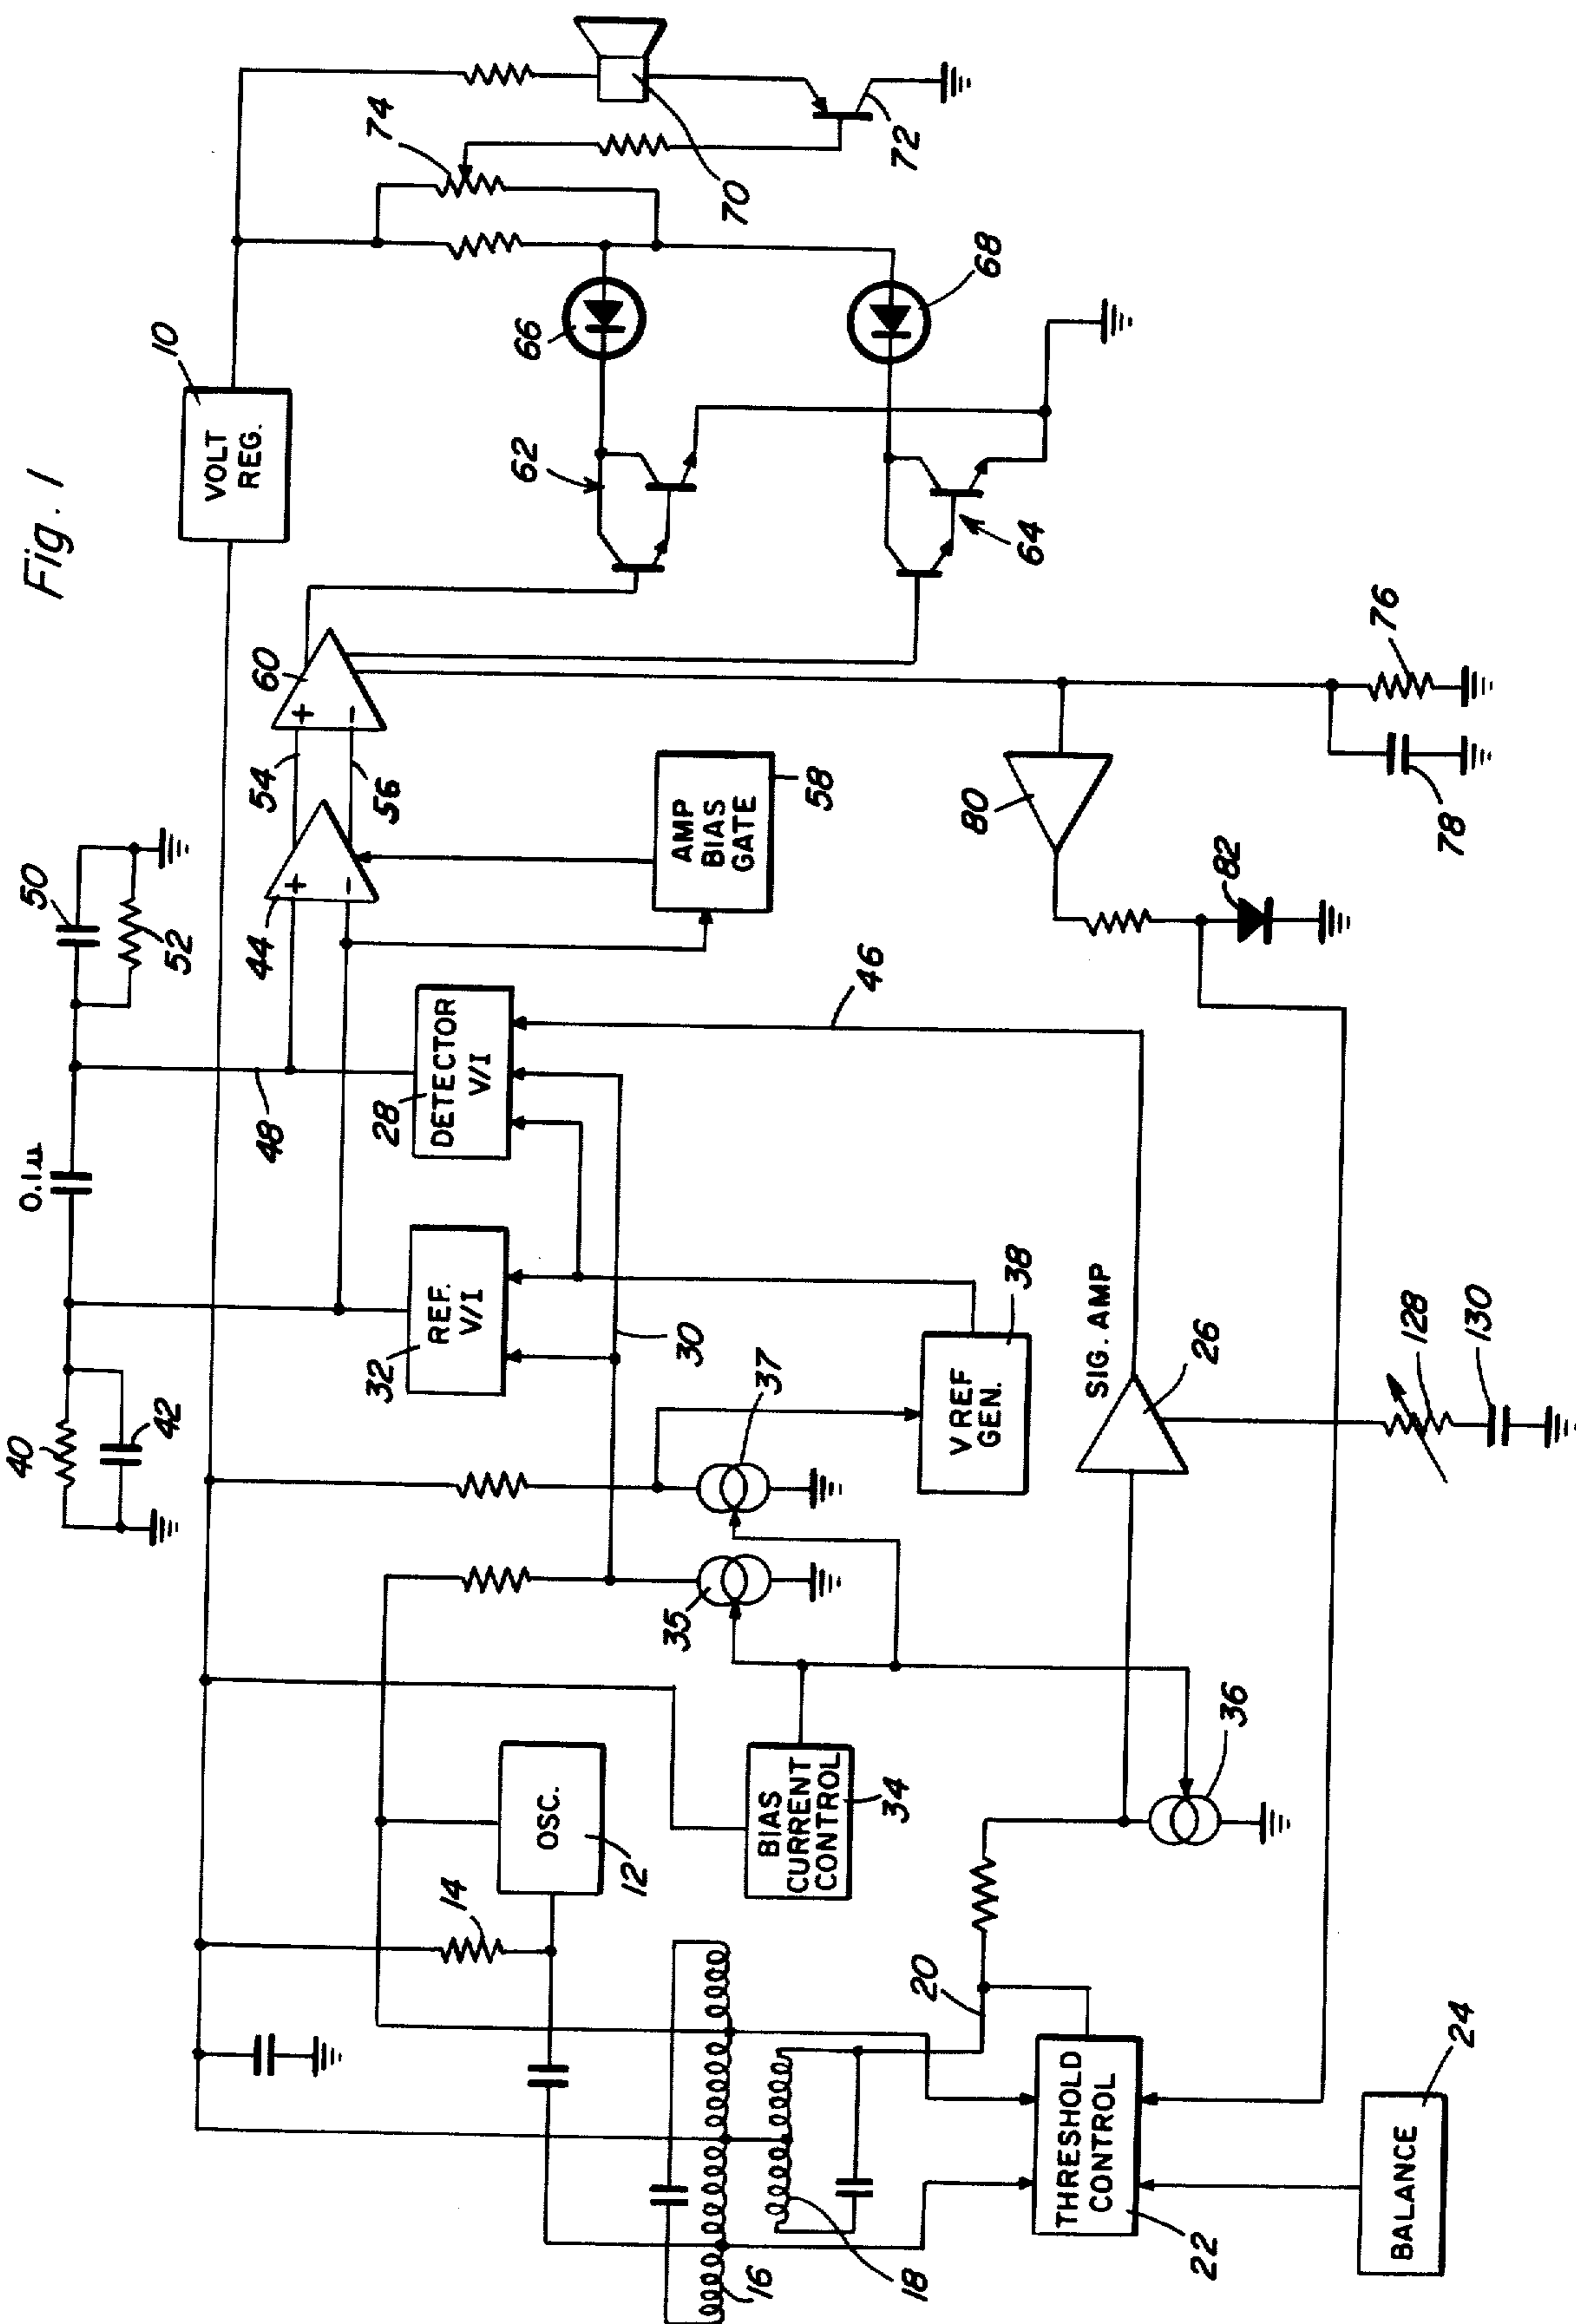 Fig. 1
10
VOLT
REG.
74
70
72
66
68
62
64
60
+
−
54
56
44
+
−
50
52
AMP
BIAS
GATE
58
76
78
80
82
0.1μ
48
46
28
DETECTOR
V/I
32
REF.
V/I
30
38
V REF
GEN.
SIG. AMP
26
128
130
40
42
37
35
36
OSC.
12
BIAS
CURRENT
CONTROL
34
14
20
16
18
THRESHOLD
CONTROL
22
BALANCE
24